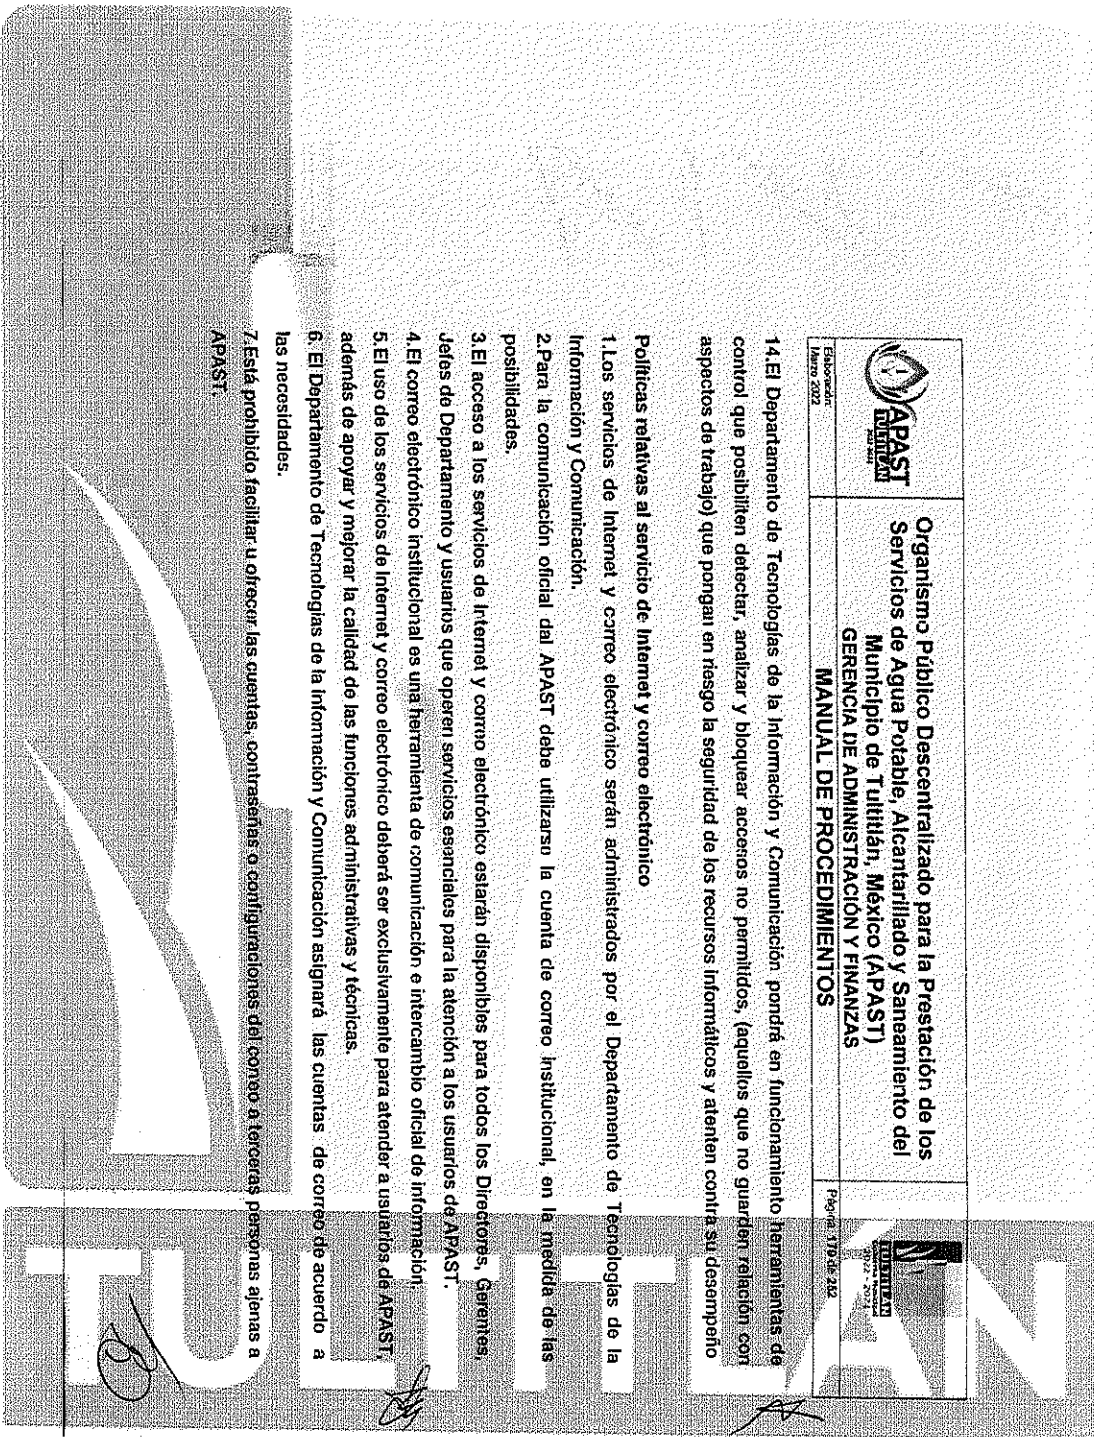 APAST
TULTITLÁN
Elaboración:
Marzo 2022
Organismo Público Descentralizado para la Prestación de los
Servicios de Agua Potable, Alcantarillado y Saneamiento del
Municipio de Tultitlán, México (APAST)
GERENCIA DE ADMINISTRACIÓN Y FINANZAS
MANUAL DE PROCEDIMIENTOS
TULTITLÁN
2022 - 2024
Página 179 de 282
14.El Departamento de Tecnologías de la Información y Comunicación pondrá en funcionamiento herramientas de
control que posibiliten detectar, analizar y bloquear accesos no permitidos, (aquellos que no guarden relación con
aspectos de trabajo) que pongan en riesgo la seguridad de los recursos informáticos y atenten contra su desempeño
Políticas relativas al servicio de Internet y correo electrónico
1.Los servicios de Internet y correo electrónico serán administrados por el Departamento de Tecnologías de la
Información y Comunicación.
2.Para la comunicación oficial dal APAST debe utilizarse la cuenta de correo institucional, en la medida de las
posibilidades.
3.El acceso a los servicios de Internet y correo electrónico estarán disponibles para todos los Directores, Gerentes,
Jefes de Departamento y usuarios que operen servicios esenciales para la atención a los usuarios de APAST.
4.El correo electrónico institucional es una herramienta de comunicación e intercambio oficial de información.
5.El uso de los servicios de Internet y correo electrónico deberá ser exclusivamente para atender a usuarios de APAST,
además de apoyar y mejorar la calidad de las funciones administrativas y técnicas.
6. El Departamento de Tecnologías de la información y Comunicación asignará las cuentas de correo de acuerdo a
las necesidades.
7.Está prohibido facilitar u ofrecer las cuentas, contraseñas o configuraciones del correo a terceras personas ajenas a
APAST.
TULTITLÁN